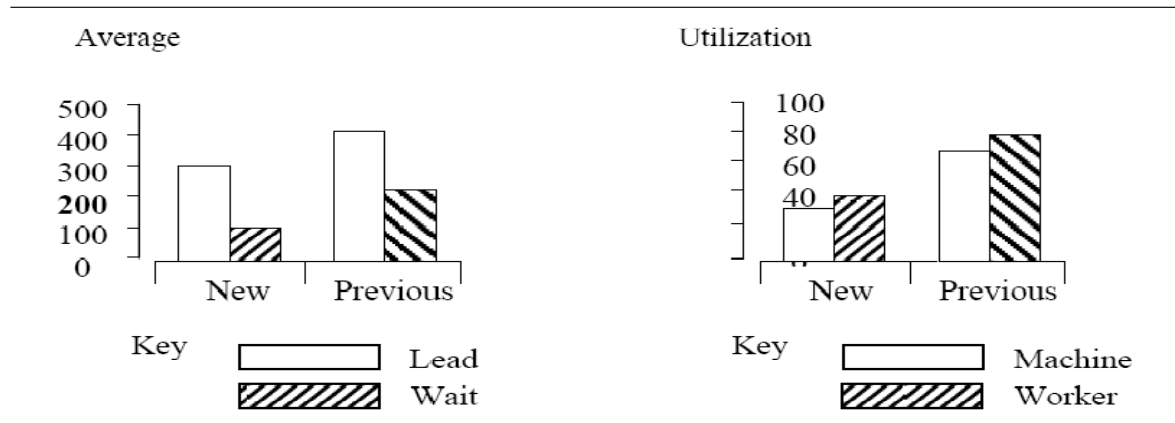 Average
500
400
300
200
100
0
New Previous
Key
Lead
Wait
Utilization
100
80
60
40
New Previous
Key
Machine
Worker